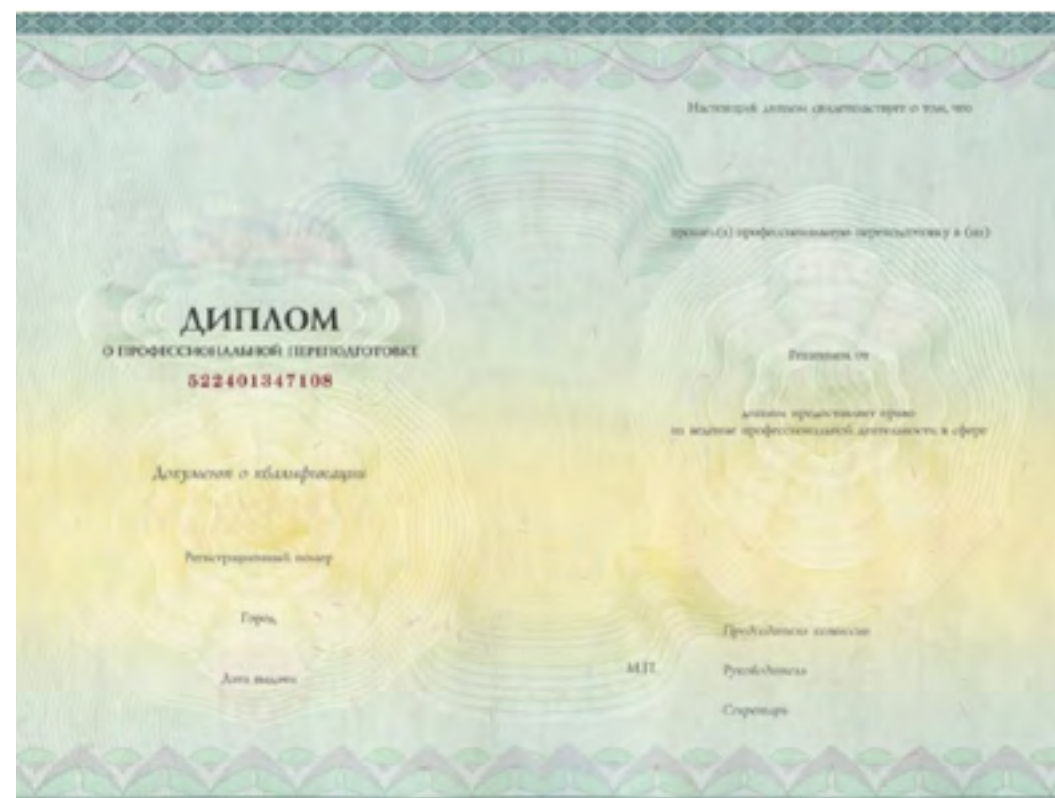 ДИПЛОМ
О ПРОФЕССИОНАЛЬНОЙ ПЕРЕПОДГОТОВКЕ
522401347108
Документ о квалификации
Регистрационный номер
Город
Дата выдачи
Настоящий диплом свидетельствует о том, что
прошел(а) профессиональную переподготовку в (на)
Решением от
диплом предоставляет право
на ведение профессиональной деятельности в сфере
М.П.
Председатель комиссии
Руководитель
Секретарь